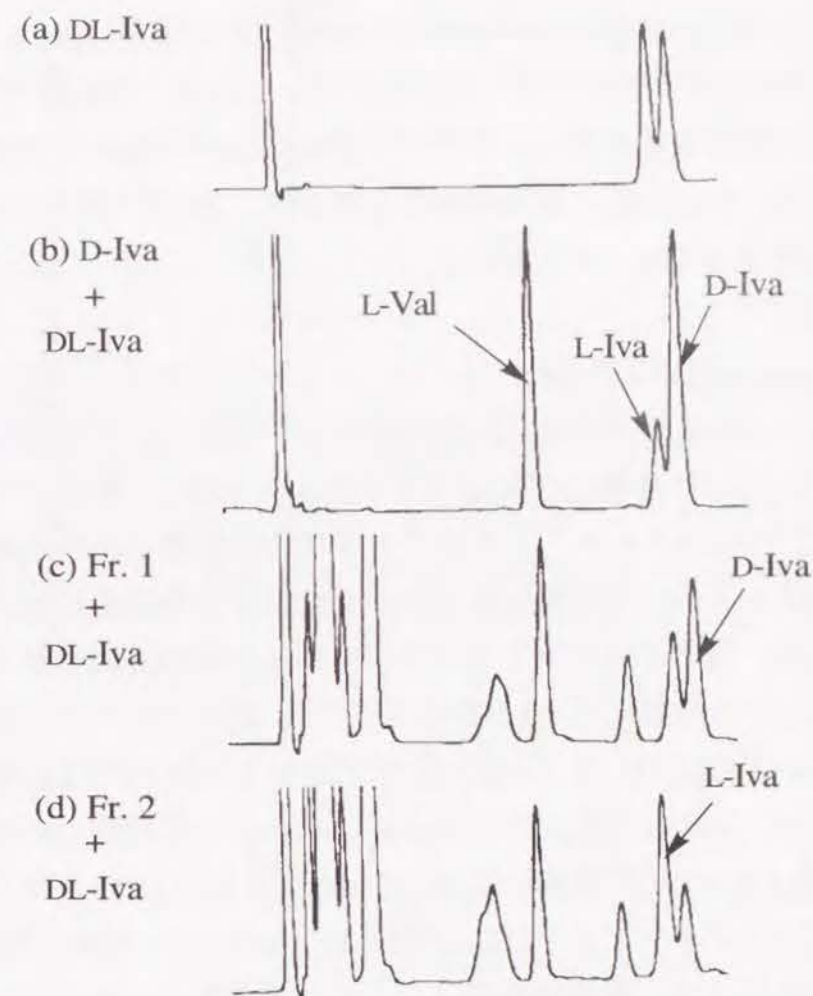 (a) DL-Iva
(b) D-Iva
+
DL-Iva
L-Val
L-Iva
D-Iva
(c) Fr. 1
+
DL-Iva
D-Iva
(d) Fr. 2
+
DL-Iva
L-Iva